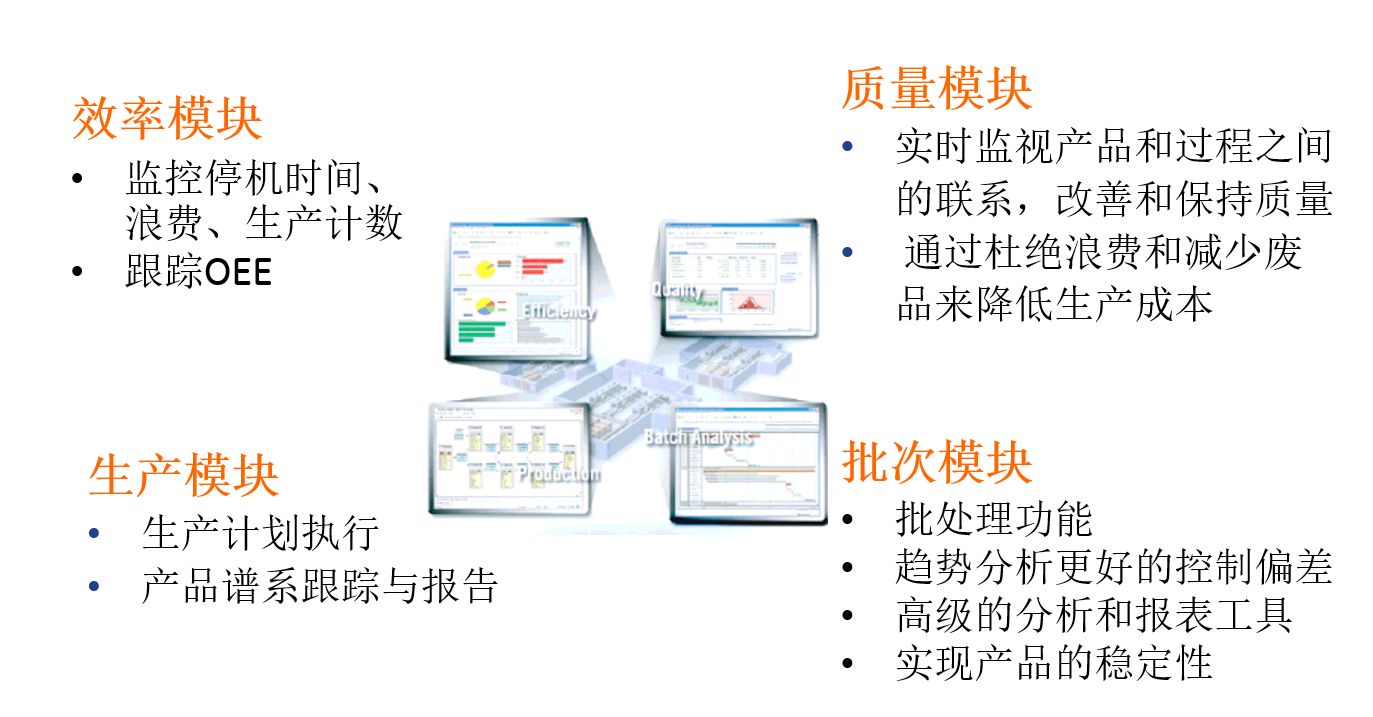 效率模块
• 监控停机时间、
浪费、生产计数
• 跟踪OEE
质量模块
• 实时监视产品和过程之间
的联系，改善和保持质量
• 通过杜绝浪费和减少废
品来降低生产成本
Efficiency
Quality
Production
Batch Analysis
生产模块
• 生产计划执行
• 产品谱系跟踪与报告
批次模块
• 批处理功能
• 趋势分析更好的控制偏差
• 高级的分析和报表工具
• 实现产品的稳定性